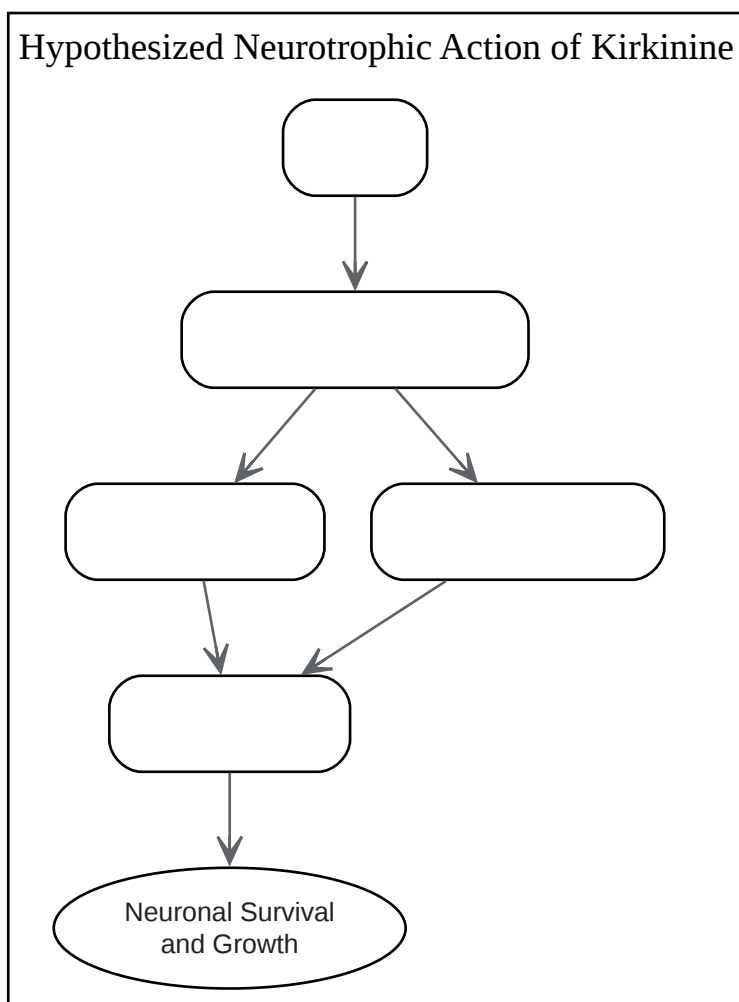 Hypothesized Neurotrophic Action of Kirkinine
Neuronal Survival
and Growth